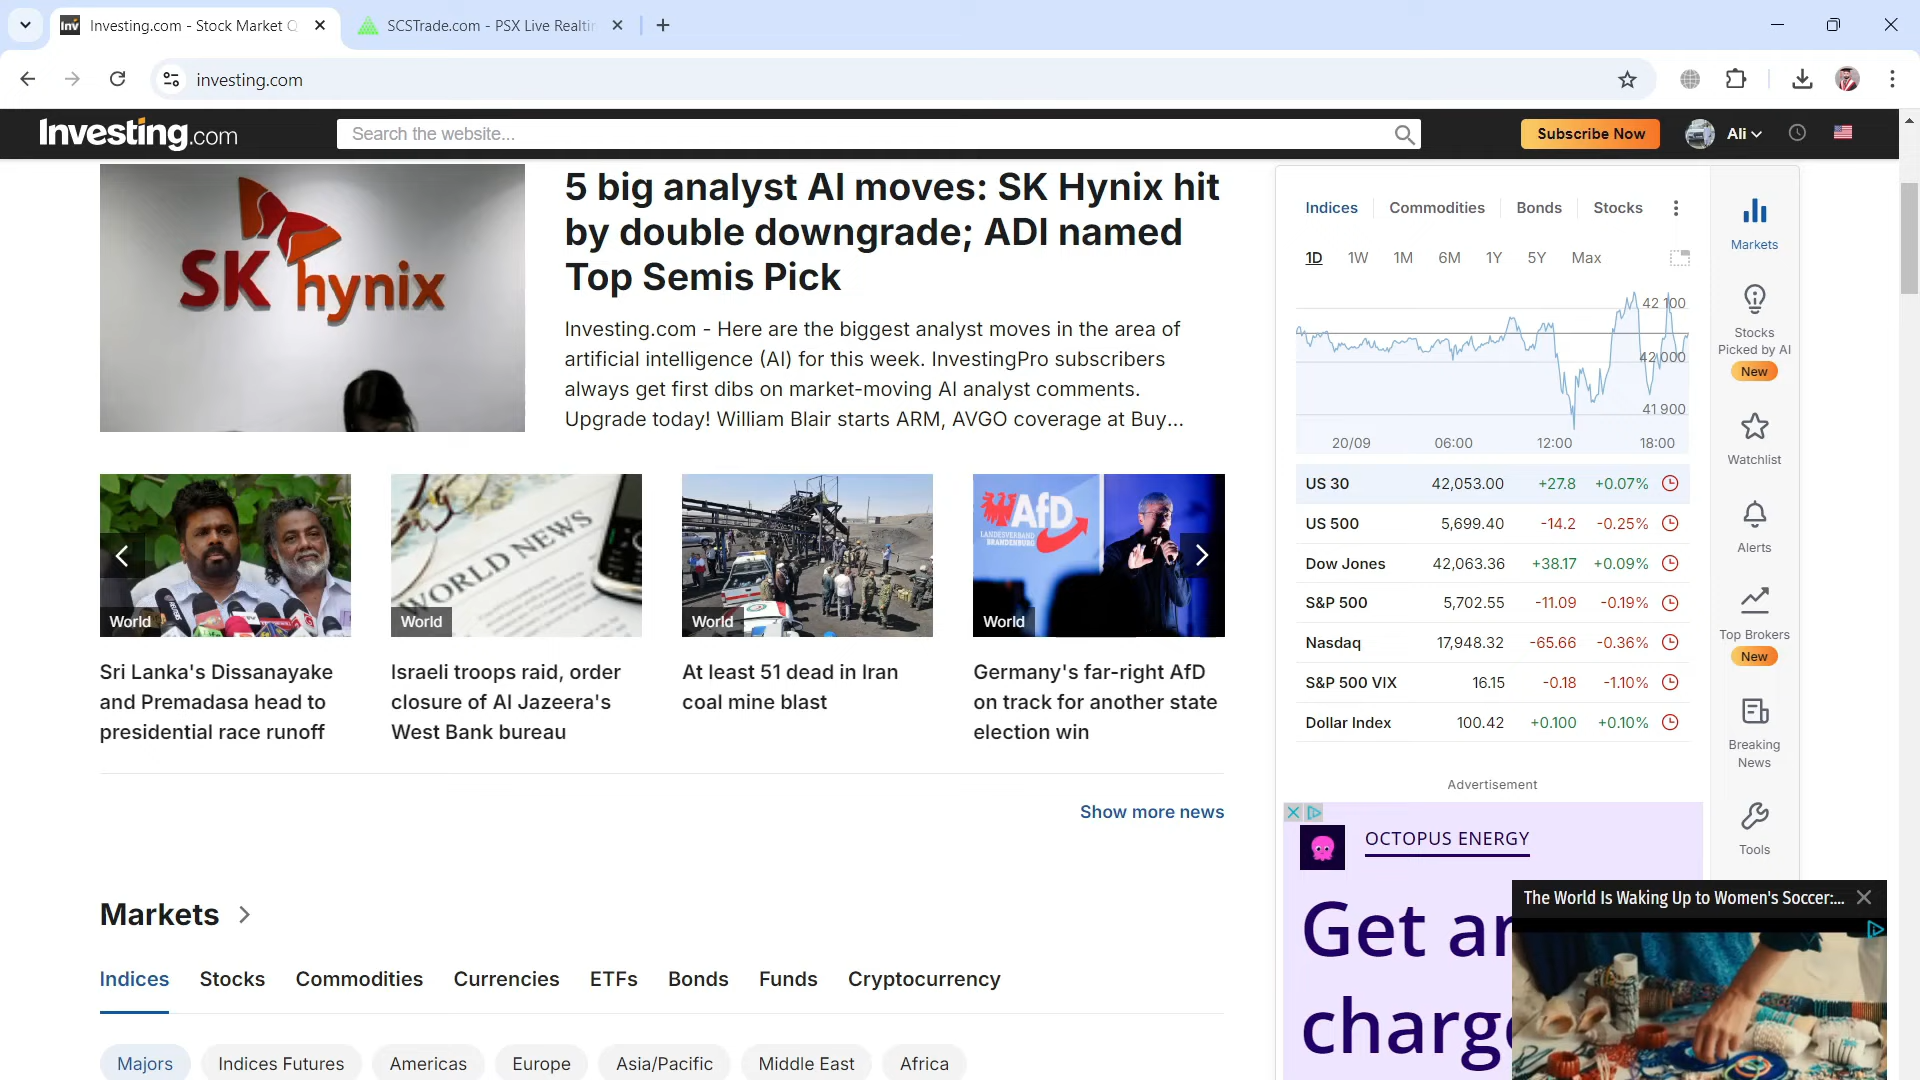 Investing.com - Stock Market Q
SCSTrade.com - PSX Live Realti
investing.com
Investing.com
Search the website...
Subscribe Now
Ali
SK hynix
5 big analyst AI moves: SK Hynix hit
by double downgrade; ADI named
Top Semis Pick
Investing.com - Here are the biggest analyst moves in the area of
artificial intelligence (AI) for this week. InvestingPro subscribers
always get first dibs on market-moving AI analyst comments.
Upgrade today! William Blair starts ARM, AVGO coverage at Buy...
WORLD NEWS
AfD
LANDESVERBAND
BRANDENBURG
World
World
World
World
Sri Lanka's Dissanayake
and Premadasa head to
presidential race runoff
Israeli troops raid, order
closure of Al Jazeera's
West Bank bureau
At least 51 dead in Iran
coal mine blast
Germany's far-right AfD
on track for another state
election win
Show more news
Markets
Indices Stocks Commodities Currencies ETFs Bonds Funds Cryptocurrency
Majors Indices Futures Americas Europe Asia/Pacific Middle East Africa
Indices Commodities Bonds Stocks
1D 1W 1M 6M 1Y 5Y Max
42 100
42 000
41 900
20/09 06:00 12:00 18:00
US 30 42,053.00 +27.8 +0.07%
US 500 5,699.40 -14.2 -0.25%
Dow Jones 42,063.36 +38.17 +0.09%
S&P 500 5,702.55 -11.09 -0.19%
Nasdaq 17,948.32 -65.66 -0.36%
S&P 500 VIX 16.15 -0.18 -1.10%
Dollar Index 100.42 +0.100 +0.10%
Advertisement
OCTOPUS ENERGY
Get an
charg
Markets
Stocks
Picked by AI
New
Watchlist
Alerts
Top Brokers
New
Breaking
News
Tools
The World Is Waking Up to Women's Soccer:...